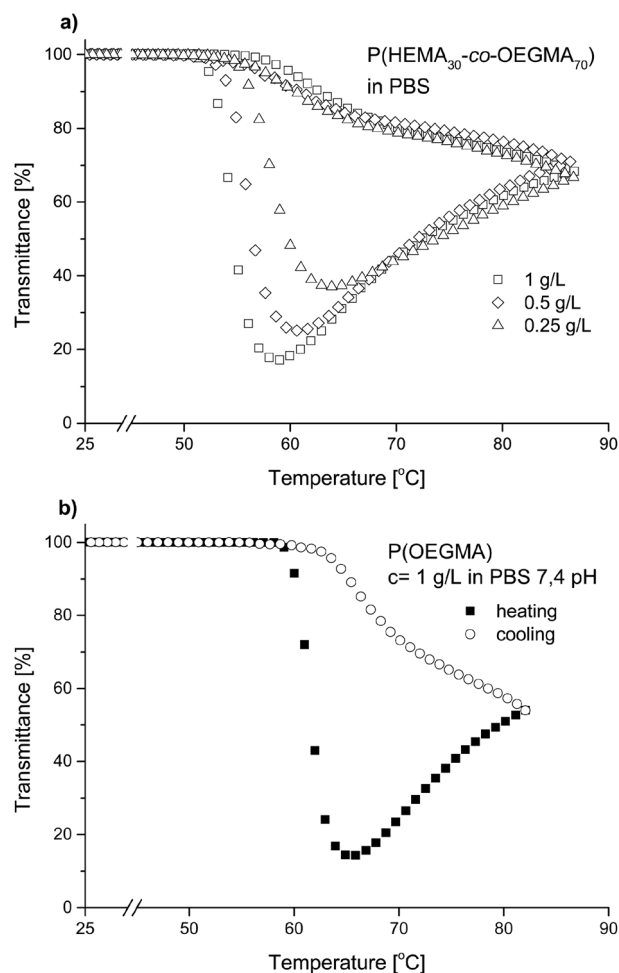 a)
P(HEMA30-co-OEGMA70)
in PBS
Transmittance [%]
100
80
60
40
20
0
1 g/L
0.5 g/L
0.25 g/L
25 50 60 70 80 90
Temperature [oC]
b)
P(OEGMA)
c= 1 g/L in PBS 7,4 pH
heating
cooling
Transmittance [%]
100
80
60
40
20
0
25 60 70 80 90
Temperature [oC]